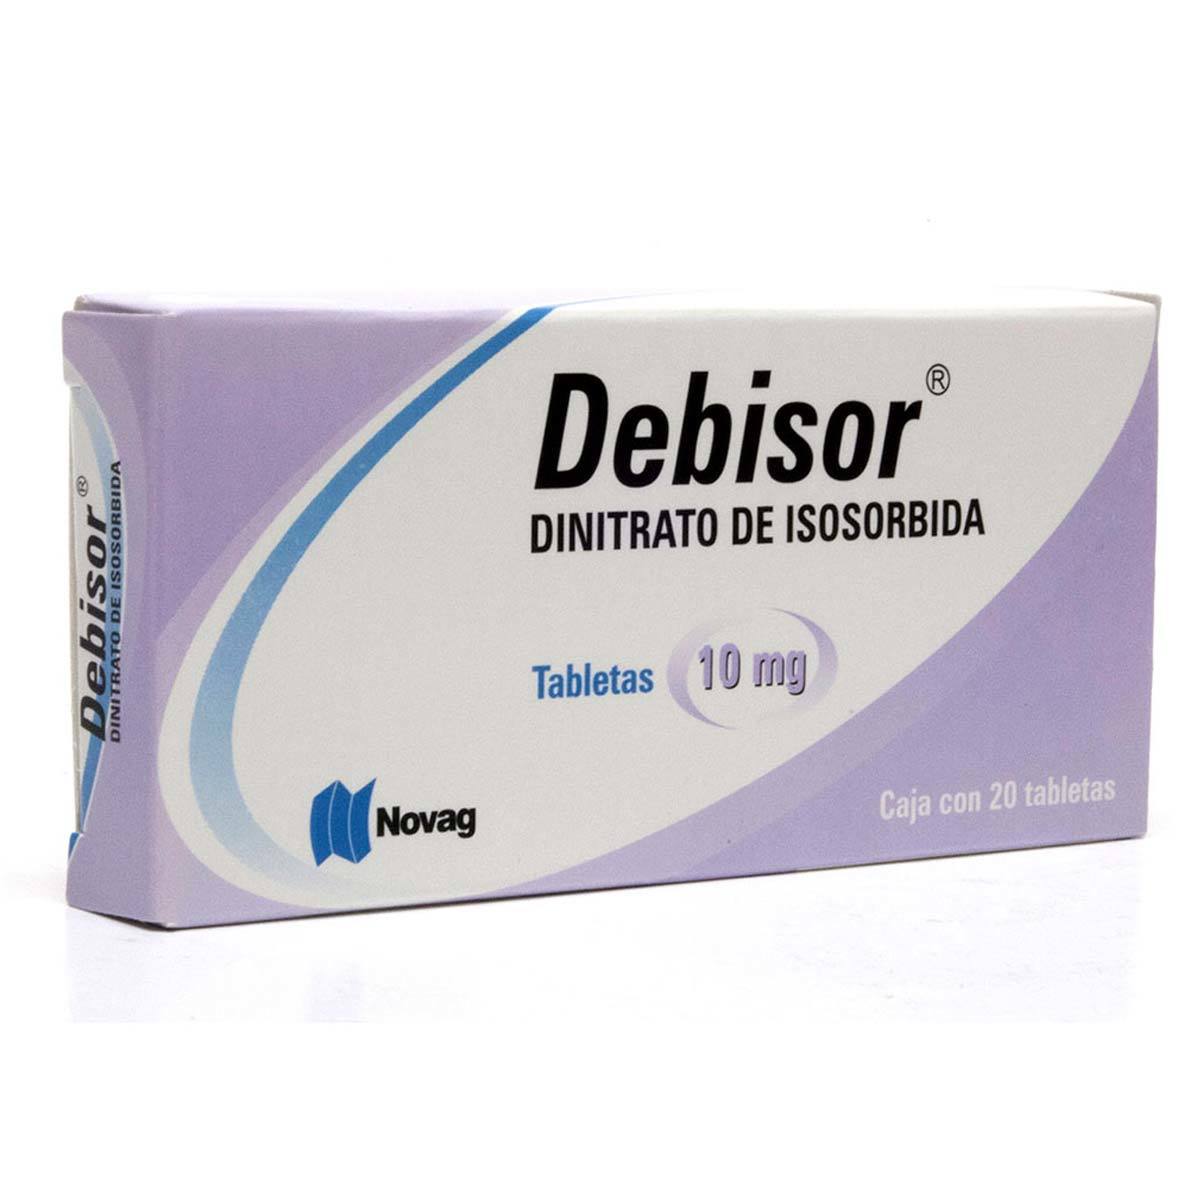 Debisor®
DINITRATO DE ISOSORBIDA
Tabletas 10 mg
Caja con 20 tabletas
Novag
Debisor®
DINITRATO DE ISOSORBIDA